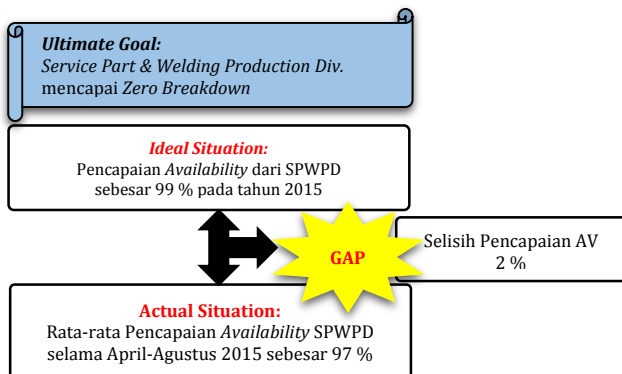 Ultimate Goal:
Service Part & Welding Production Div.
mencapai Zero Breakdown
Ideal Situation:
Pencapaian Availability dari SPWPD
sebesar 99 % pada tahun 2015
GAP
Selisih Pencapaian AV
2 %
Actual Situation:
Rata-rata Pencapaian Availability SPWPD
selama April-Agustus 2015 sebesar 97 %